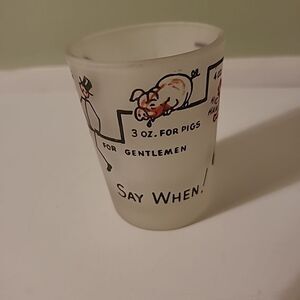 3 OZ. FOR PIGS
FOR GENTLEMEN
SAY WHEN!